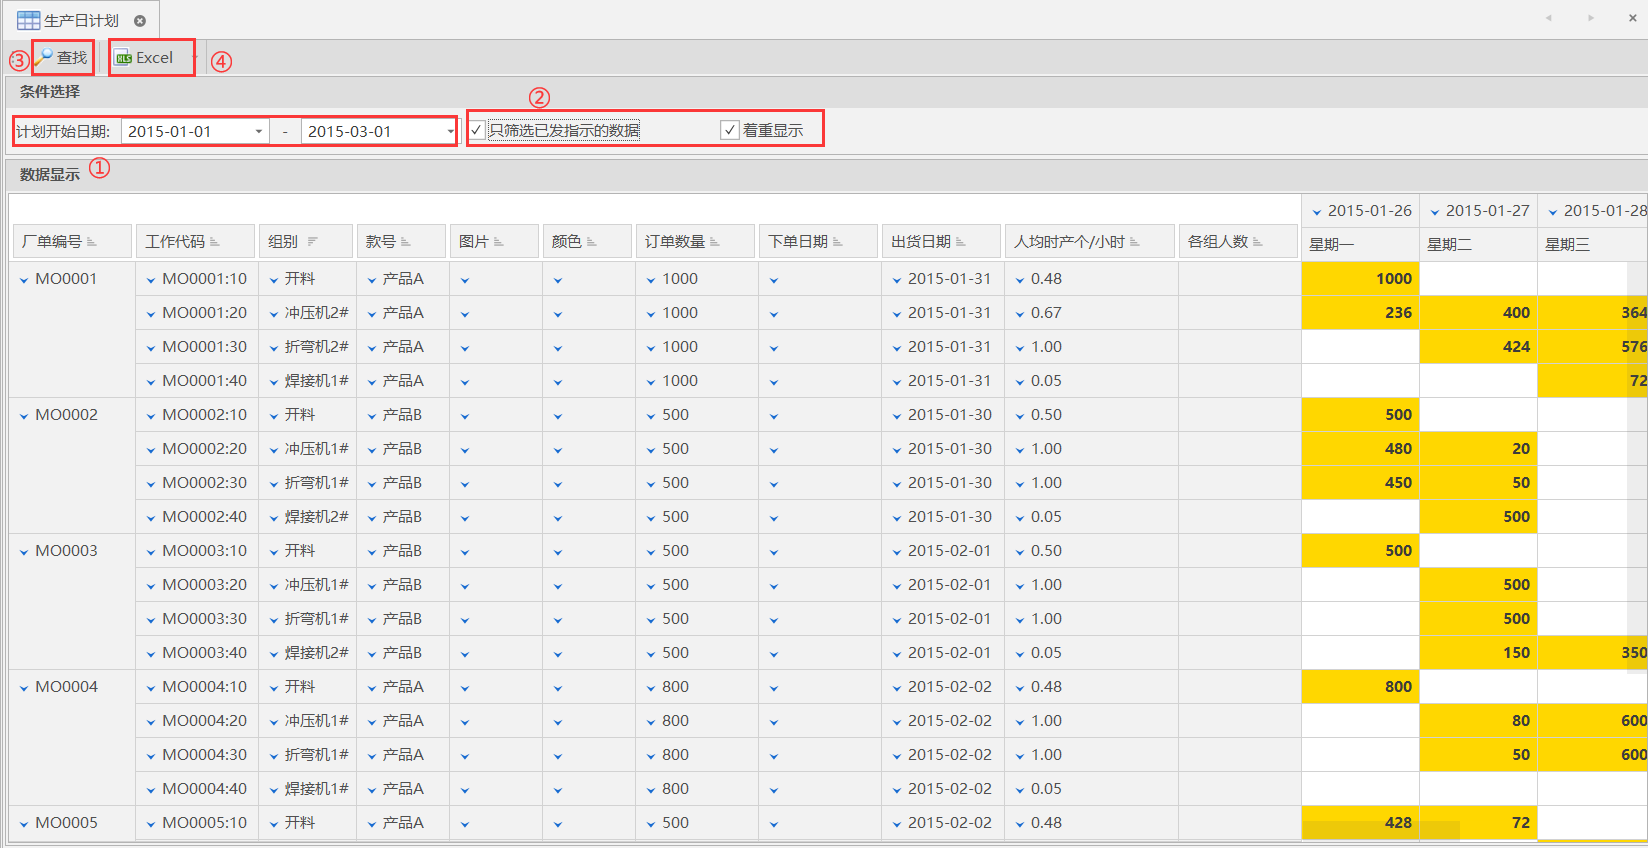 生产日计划
③ 查找 Excel ④
条件选择
②
计划开始日期: 2015-01-01 - 2015-03-01 只筛选已发指示的数据 着重显示
数据显示 ①
2015-01-26 2015-01-27 2015-01-28
厂单编号 工作代码 组别 款号 图片 颜色 订单数量 下单日期 出货日期 人均时产个/小时 各组人数 星期一 星期二 星期三
MO0001 MO0001:10 开料 产品A 1000 2015-01-31 0.48 1000
MO0001:20 冲压机2# 产品A 1000 2015-01-31 0.67 236 400 364
MO0001:30 折弯机2# 产品A 1000 2015-01-31 1.00 424 576
MO0001:40 焊接机1# 产品A 1000 2015-01-31 0.05 72
MO0002 MO0002:10 开料 产品B 500 2015-01-30 0.50 500
MO0002:20 冲压机1# 产品B 500 2015-01-30 1.00 480 20
MO0002:30 折弯机1# 产品B 500 2015-01-30 1.00 450 50
MO0002:40 焊接机2# 产品B 500 2015-01-30 0.05 500
MO0003 MO0003:10 开料 产品B 500 2015-02-01 0.50 500
MO0003:20 冲压机1# 产品B 500 2015-02-01 1.00 500
MO0003:30 折弯机1# 产品B 500 2015-02-01 1.00 500
MO0003:40 焊接机2# 产品B 500 2015-02-01 0.05 150 350
MO0004 MO0004:10 开料 产品A 800 2015-02-02 0.48 800
MO0004:20 冲压机1# 产品A 800 2015-02-02 1.00 80 600
MO0004:30 折弯机1# 产品A 800 2015-02-02 1.00 50 600
MO0004:40 焊接机1# 产品A 800 2015-02-02 0.05
MO0005 MO0005:10 开料 产品A 500 2015-02-02 0.48 428 72